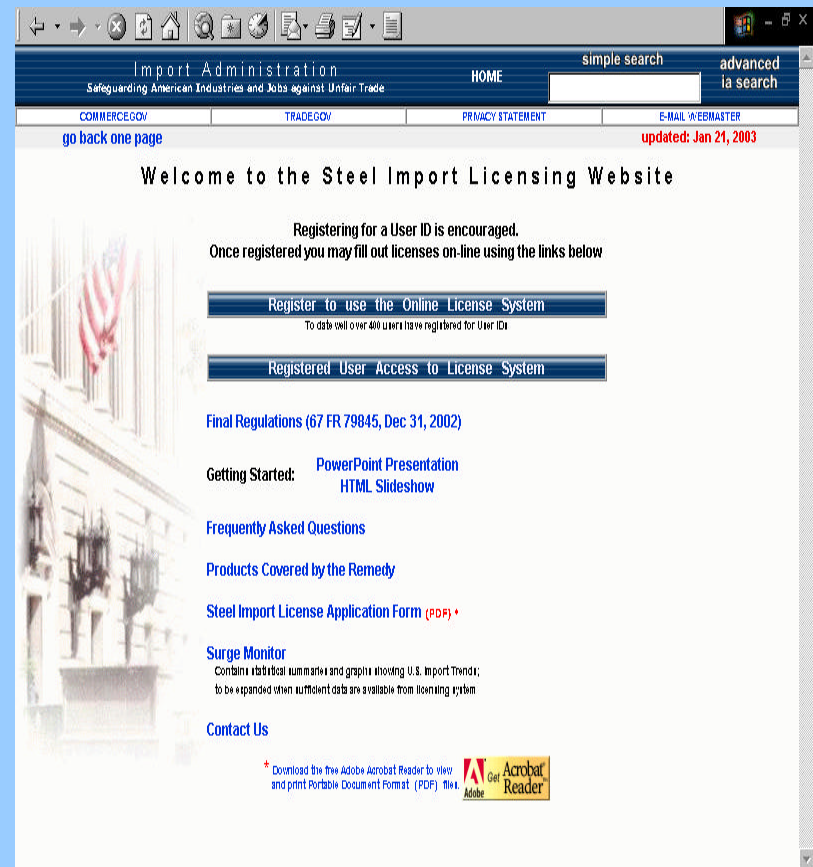 Import Administration
Safeguarding American Industries and Jobs against Unfair Trade
HOME
simple search
advanced
ia search
COMMERCE.GOV TRADE.GOV PRIVACY STATEMENT E-MAIL WEBMASTER
go back one page
updated: Jan 21, 2003
Welcome to the Steel Import Licensing Website
Registering for a User ID is encouraged.
Once registered you may fill out licenses on-line using the links below
Register to use the Online License System
To date well over 400 users have registered for User IDs
Registered User Access to License System
Final Regulations (67 FR 79845, Dec 31, 2002)
Getting Started:
PowerPoint Presentation
HTML Slideshow
Frequently Asked Questions
Products Covered by the Remedy
Steel Import License Application Form (PDF) *
Surge Monitor
Contains statistical summaries and graphs showing U.S. Import Trends;
to be expanded when sufficient data are available from licensing system
Contact Us
* Download the free Adobe Acrobat Reader to view
and print Portable Document Format (PDF) files.
Adobe
Get Acrobat
Reader